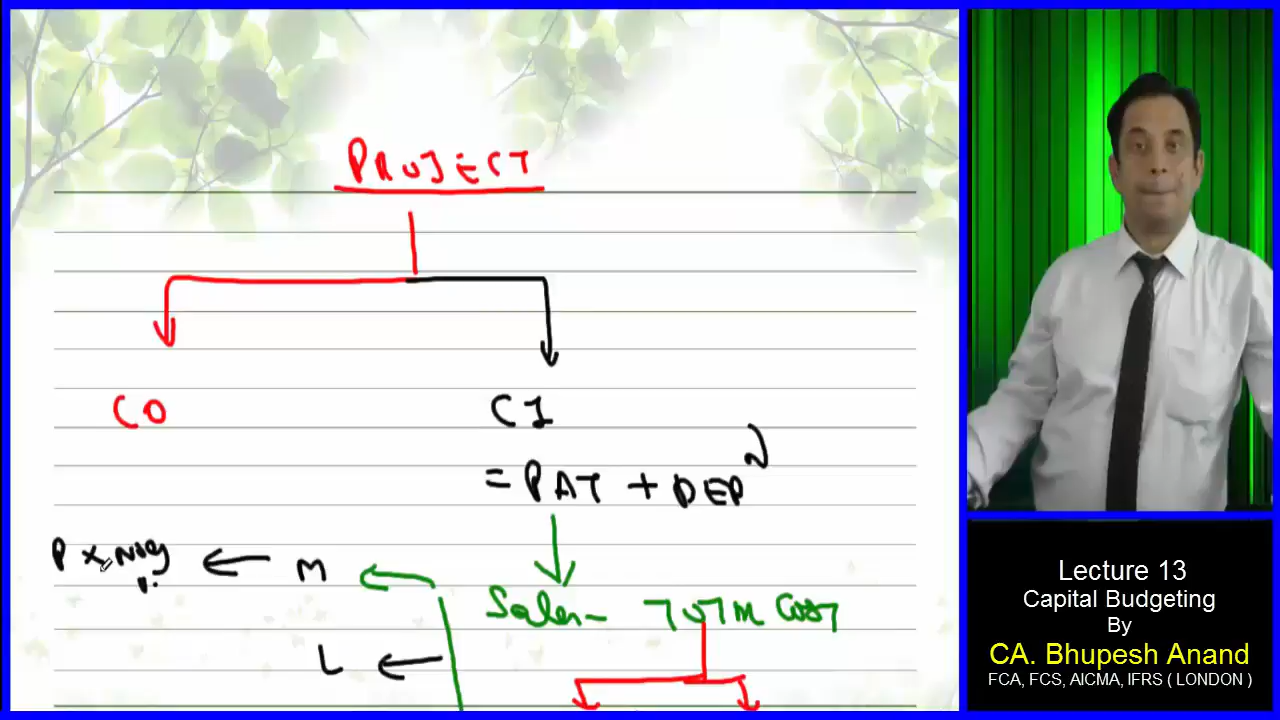 PROJECT
CO
CI
= PAT + DEP
P x
M
Sales - Total Cost
L
Lecture 13
Capital Budgeting
By
CA. Bhupesh Anand
FCA, FCS, AICMA, IFRS ( LONDON )